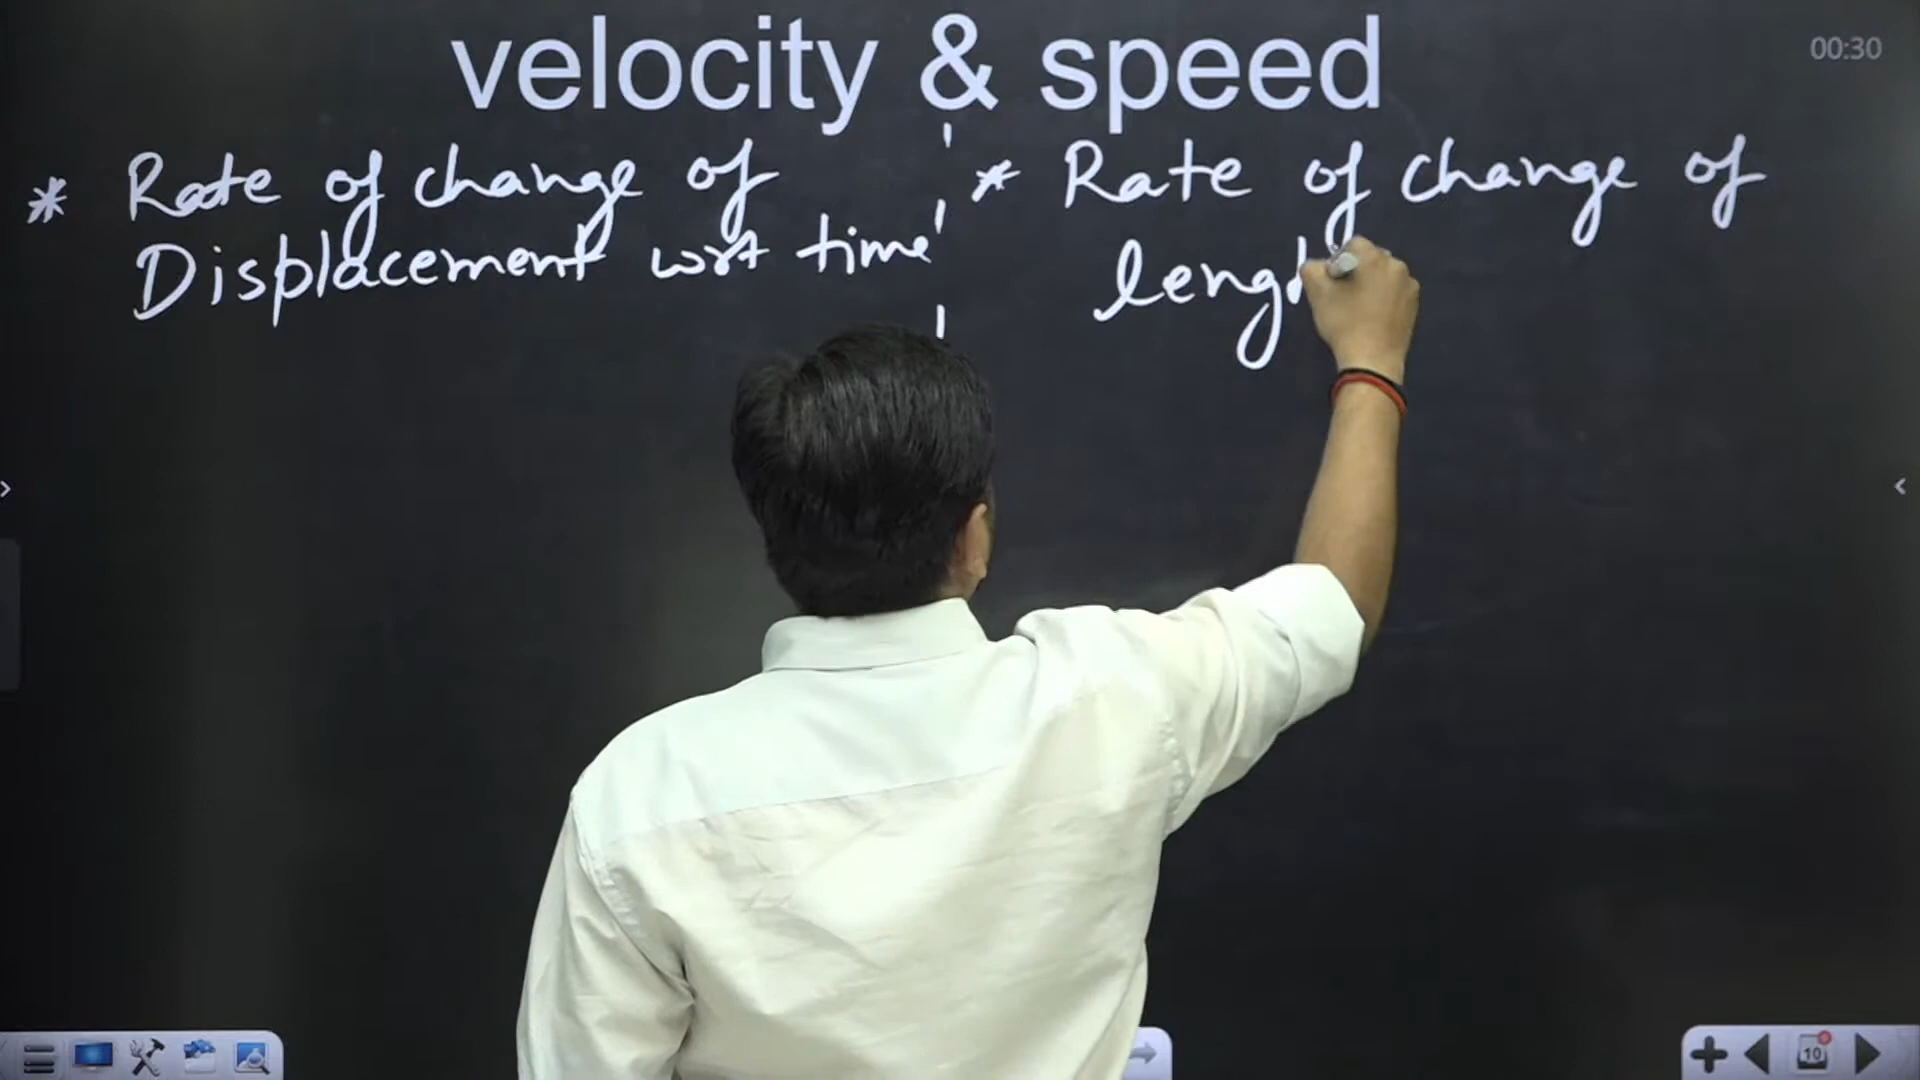 velocity & speed
00:30
* Rate of change of
Displacement wrt time
* Rate of change of
lengt
10